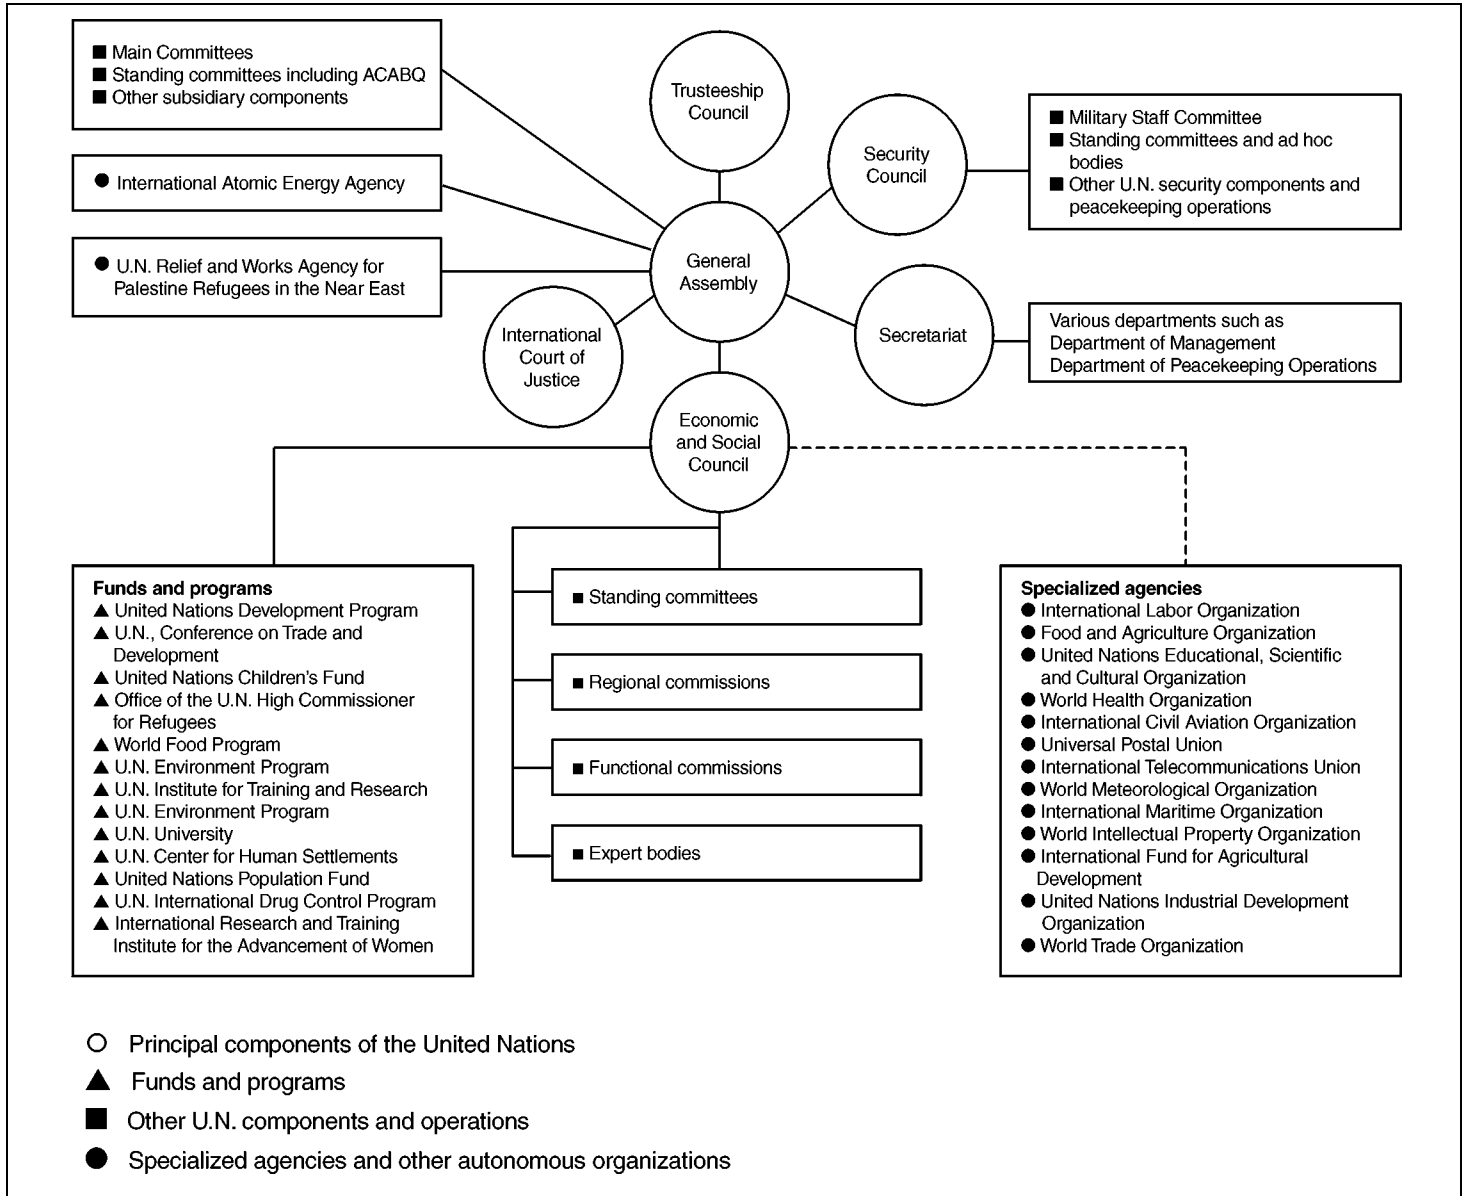 ■ Main Committees
■ Standing committees including ACABQ
■ Other subsidiary components
● International Atomic Energy Agency
● U.N. Relief and Works Agency for
Palestine Refugees in the Near East
Trusteeship
Council
Security
Council
■ Military Staff Committee
■ Standing committees and ad hoc
bodies
■ Other U.N. security components and
peacekeeping operations
General
Assembly
International
Court of
Justice
Secretariat
Various departments such as
Department of Management
Department of Peacekeeping Operations
Economic
and Social
Council
Funds and programs
▲ United Nations Development Program
▲ U.N., Conference on Trade and
Development
▲ United Nations Children's Fund
▲ Office of the U.N. High Commissioner
for Refugees
▲ World Food Program
▲ U.N. Environment Program
▲ U.N. Institute for Training and Research
▲ U.N. Environment Program
▲ U.N. University
▲ U.N. Center for Human Settlements
▲ United Nations Population Fund
▲ U.N. International Drug Control Program
▲ International Research and Training
Institute for the Advancement of Women
■ Standing committees
■ Regional commissions
■ Functional commissions
■ Expert bodies
Specialized agencies
● International Labor Organization
● Food and Agriculture Organization
● United Nations Educational, Scientific
and Cultural Organization
● World Health Organization
● International Civil Aviation Organization
● Universal Postal Union
● International Telecommunications Union
● World Meteorological Organization
● International Maritime Organization
● World Intellectual Property Organization
● International Fund for Agricultural
Development
● United Nations Industrial Development
Organization
● World Trade Organization
○ Principal components of the United Nations
▲ Funds and programs
■ Other U.N. components and operations
● Specialized agencies and other autonomous organizations